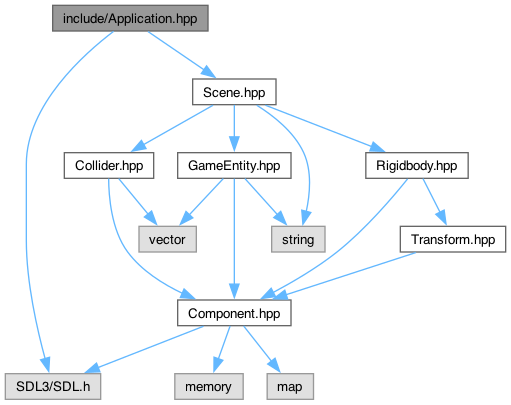 include/Application.hpp
Scene.hpp
Collider.hpp
GameEntity.hpp
Rigidbody.hpp
vector
string
Transform.hpp
Component.hpp
SDL3/SDL.h
memory
map